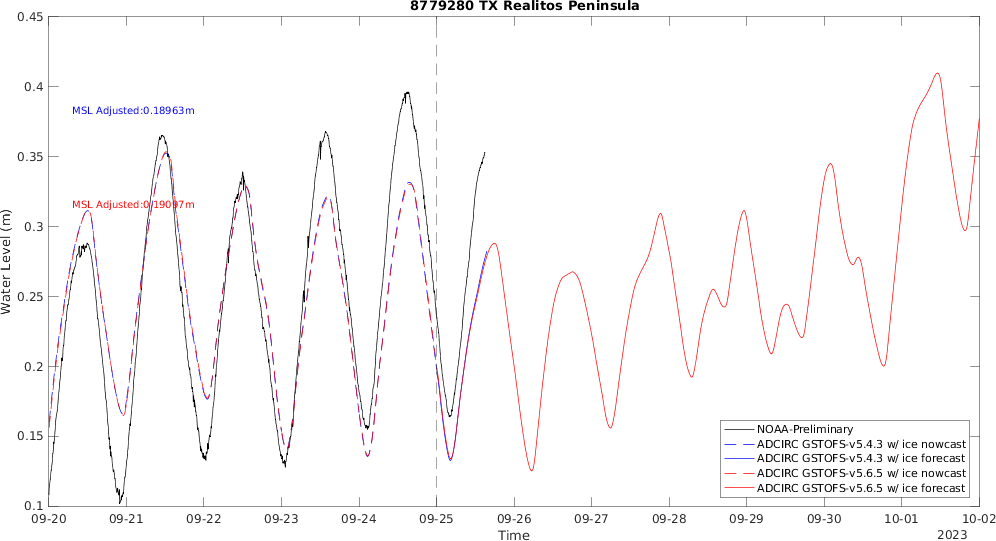 8779280 TX Realitos Peninsula
0.45
0.4
0.35
0.3
0.25
0.2
0.15
0.1
Water Level (m)
MSL Adjusted:0.18963m
MSL Adjusted:0.19097m
NOAA-Preliminary
ADCIRC GSTOFS-v5.4.3 w/ ice nowcast
ADCIRC GSTOFS-v5.4.3 w/ ice forecast
ADCIRC GSTOFS-v5.6.5 w/ ice nowcast
ADCIRC GSTOFS-v5.6.5 w/ ice forecast
09-20 09-21 09-22 09-23 09-24 09-25 09-26 09-27 09-28 09-29 09-30 10-01 10-02
Time
2023